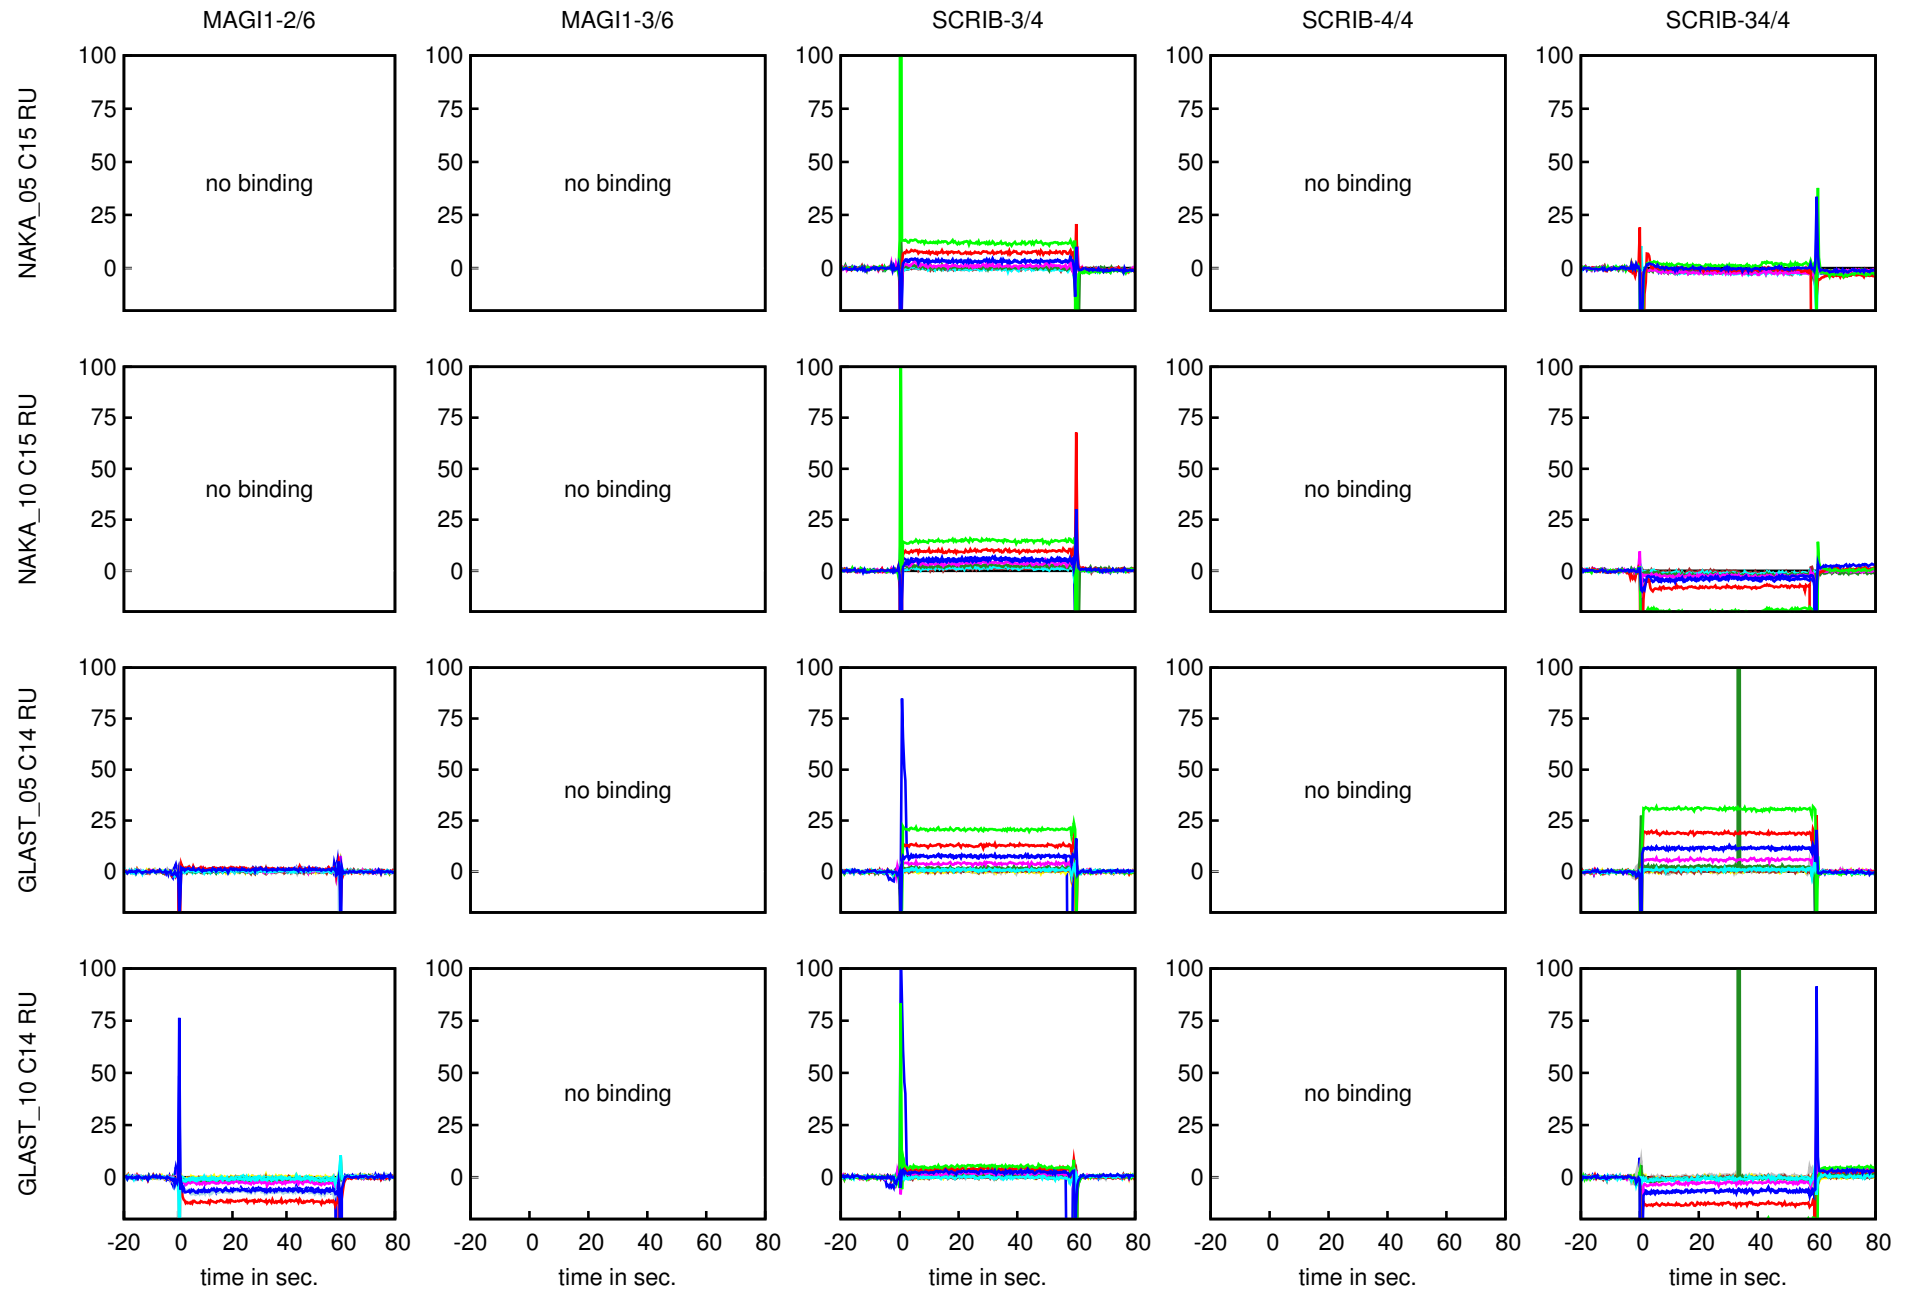 MAGI1-2/6 MAGI1-3/6 SCRIB-3/4 SCRIB-4/4 SCRIB-34/4
NAKA_05 C15 RU
100 100 100 100 100
75 75 75 75 75
50 50 50 50 50
no binding no binding no binding
25 25 25 25 25
0 0 0 0 0
NAKA_10 C15 RU
100 100 100 100 100
75 75 75 75 75
50 50 50 50 50
no binding no binding no binding
25 25 25 25 25
0 0 0 0 0
GLAST_05 C14 RU
100 100 100 100 100
75 75 75 75 75
50 50 50 50 50
no binding no binding
25 25 25 25 25
0 0 0 0 0
GLAST_10 C14 RU
100 100 100 100 100
75 75 75 75 75
50 50 50 50 50
no binding no binding
25 25 25 25 25
0 0 0 0 0
-20 0 20 40 60 80 -20 0 20 40 60 80 -20 0 20 40 60 80 -20 0 20 40 60 80 -20 0 20 40 60 80
time in sec. time in sec. time in sec. time in sec. time in sec.